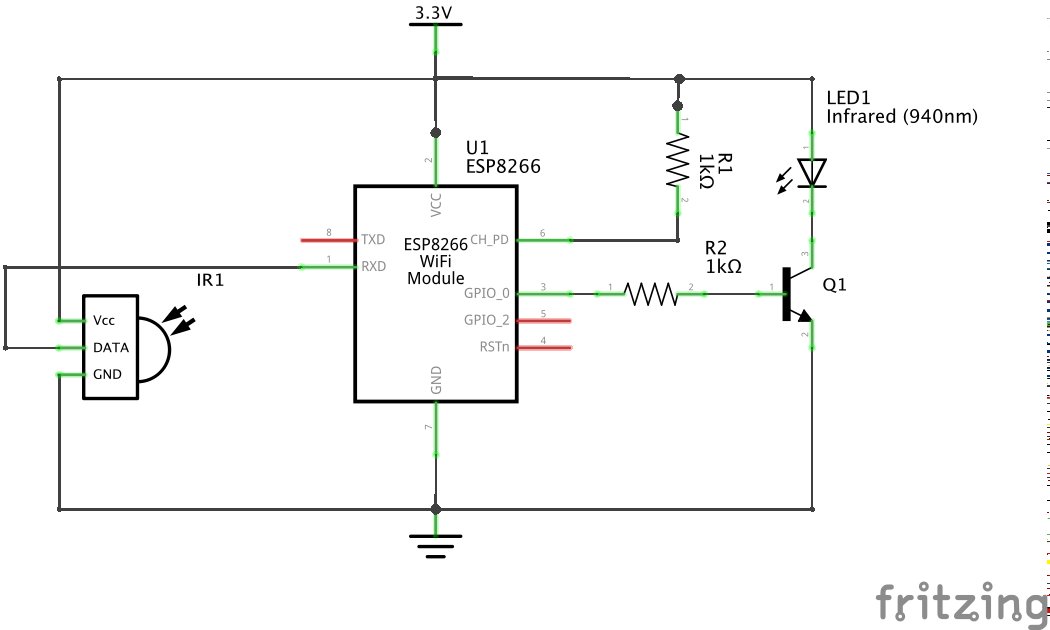 3.3V
LED1
Infrared (940nm)
U1
ESP8266
2
VCC
1
R1
1kΩ
2
1
2
3
8
TXD
ESP8266
WiFi
Module
CH_PD
6
1
RXD
R2
1kΩ
IR1
GPIO_0
3
1
2
1
Q1
Vcc
GPIO_2
5
2
DATA
RSTn
4
GND
GND
7
fritzing